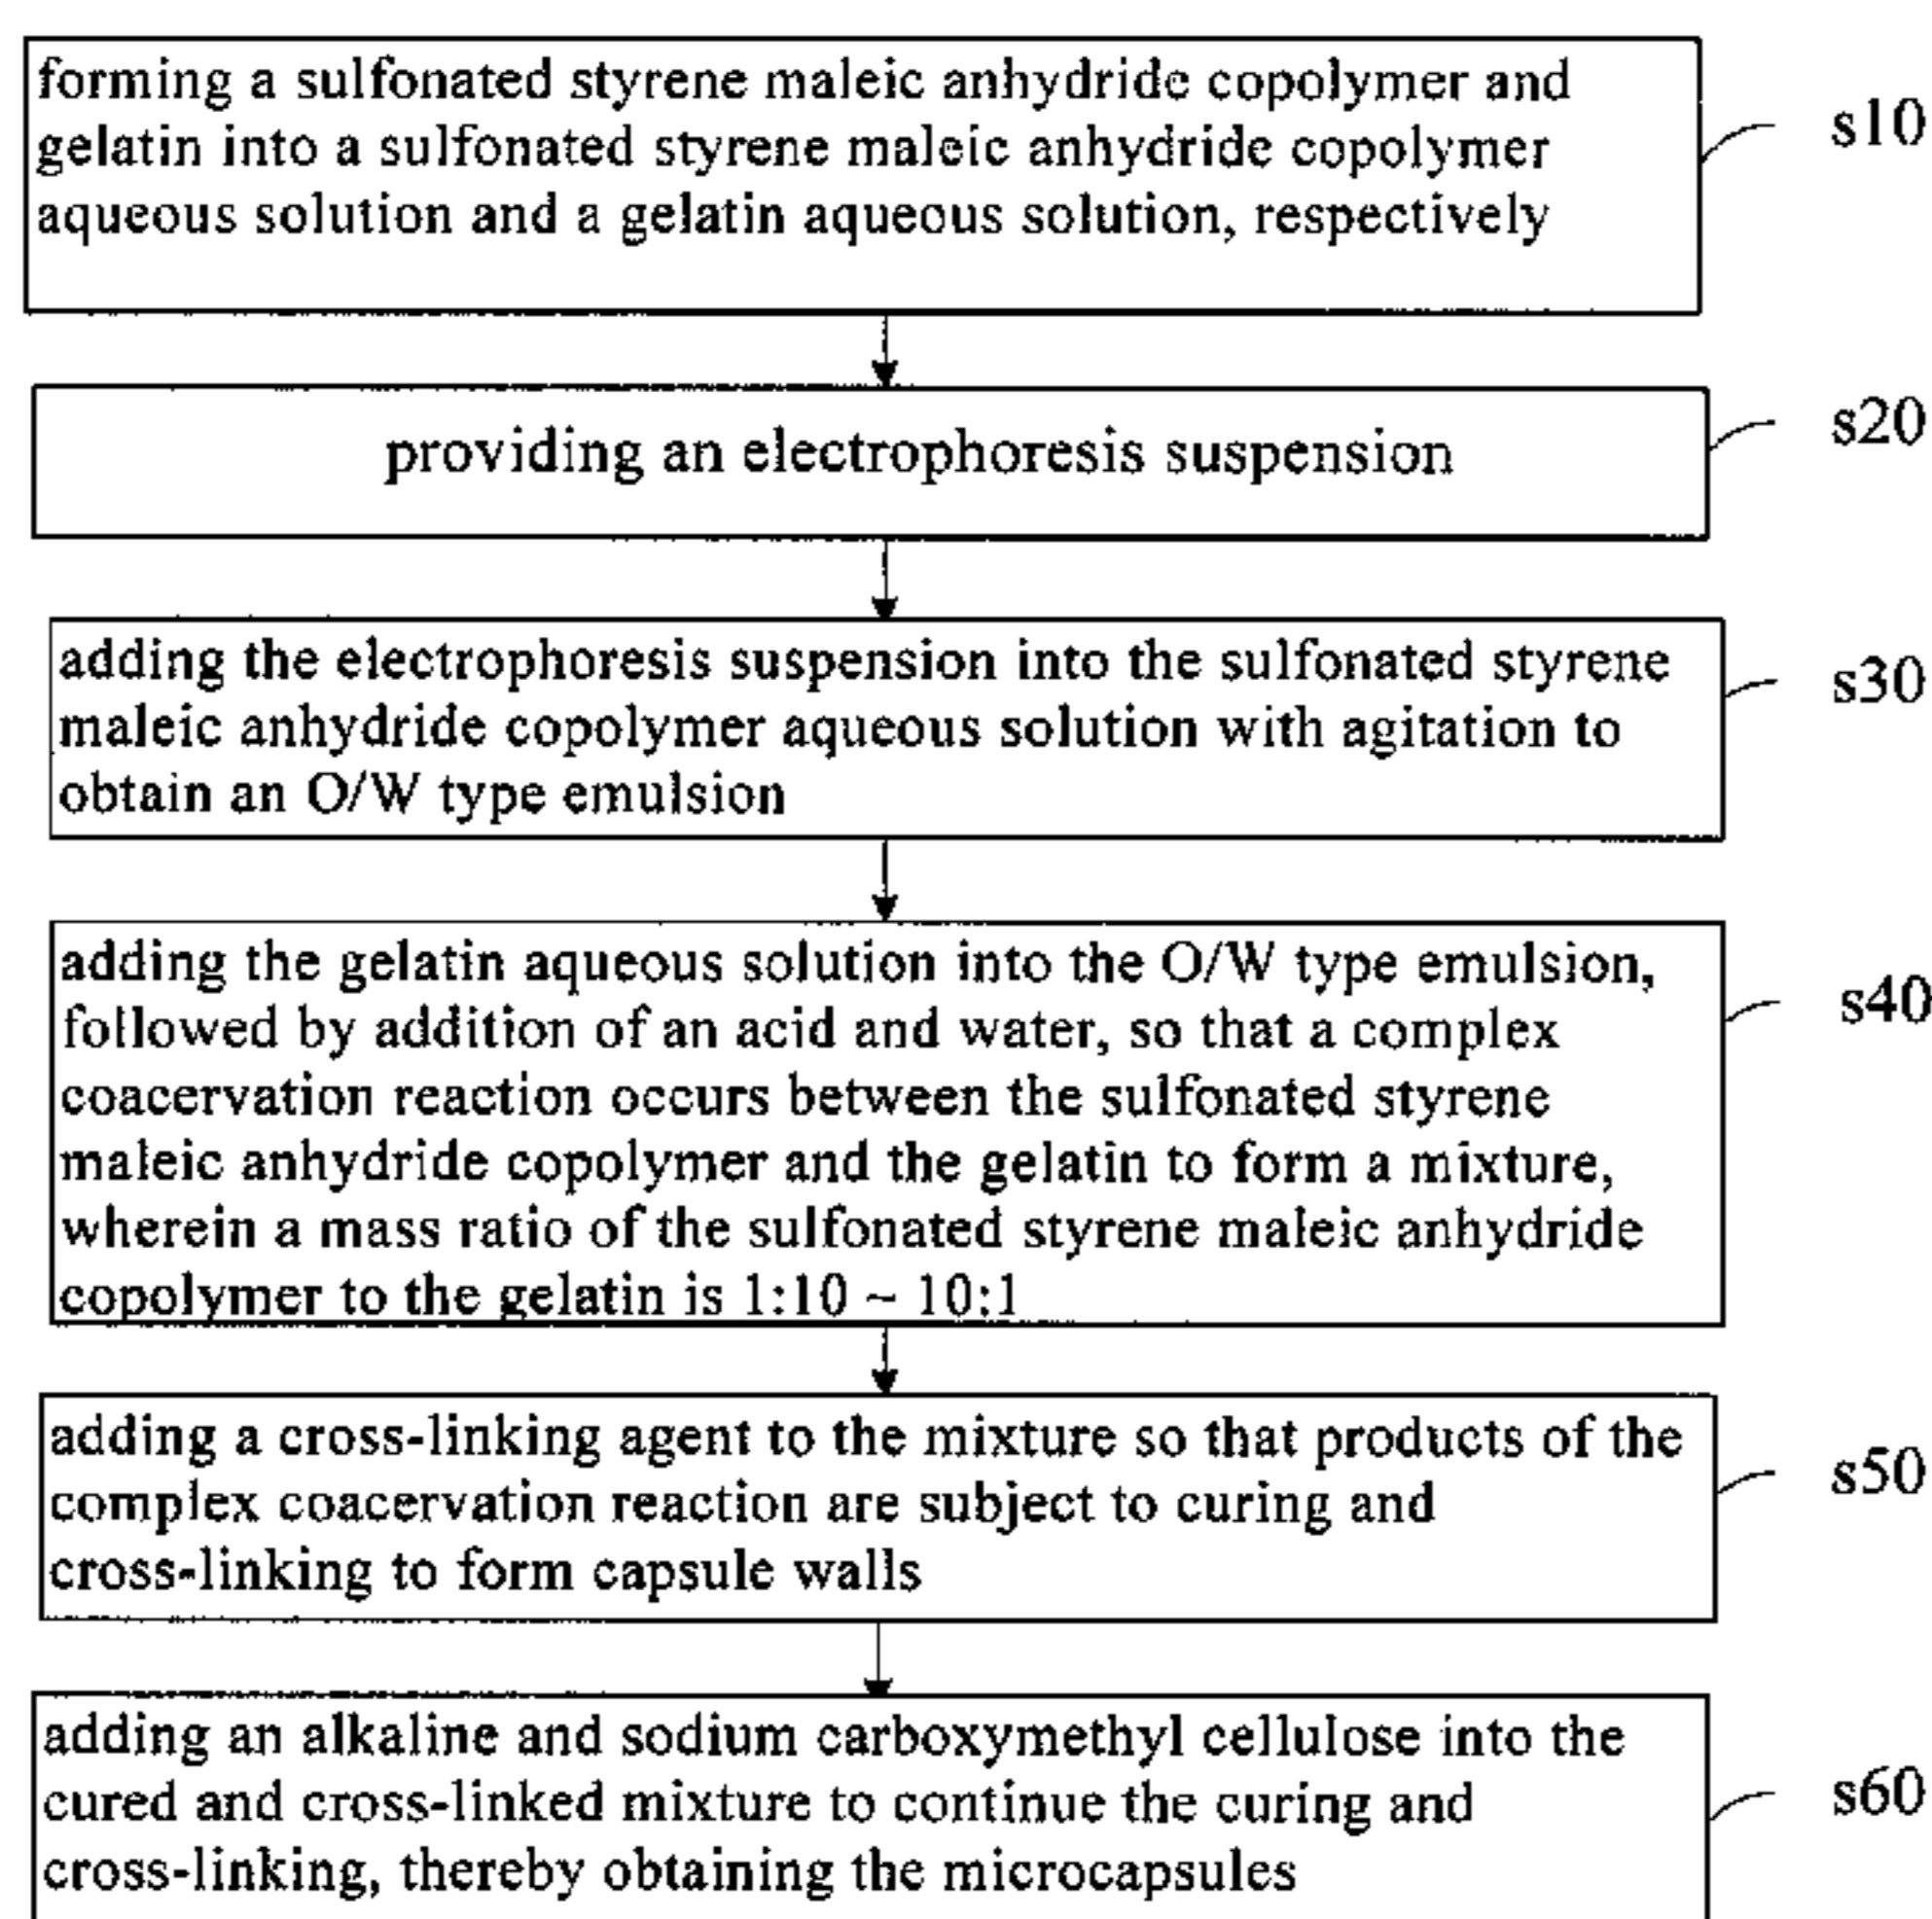 forming a sulfonated styrene maleic anhydride copolymer and
gelatin into a sulfonated styrene maleic anhydride copolymer
aqueous solution and a gelatin aqueous solution, respectively
s10
providing an electrophoresis suspension
s20
adding the electrophoresis suspension into the sulfonated styrene
maleic anhydride copolymer aqueous solution with agitation to
obtain an O/W type emulsion
s30
adding the gelatin aqueous solution into the O/W type emulsion,
followed by addition of an acid and water, so that a complex
coacervation reaction occurs between the sulfonated styrene
maleic anhydride copolymer and the gelatin to form a mixture,
wherein a mass ratio of the sulfonated styrene maleic anhydride
copolymer to the gelatin is 1:10 ~ 10:1
s40
adding a cross-linking agent to the mixture so that products of the
complex coacervation reaction are subject to curing and
cross-linking to form capsule walls
s50
adding an alkaline and sodium carboxymethyl cellulose into the
cured and cross-linked mixture to continue the curing and
cross-linking, thereby obtaining the microcapsules
s60